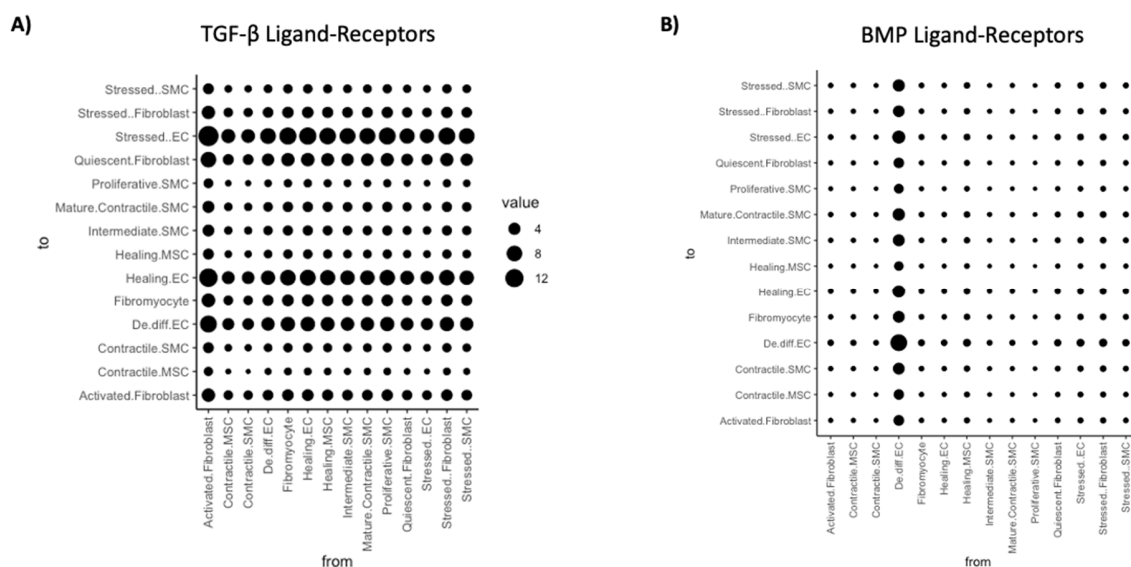 A)
TGF-β Ligand-Receptors
Stressed..SMC
Stressed..Fibroblast
Stressed..EC
Quiescent.Fibroblast
Proliferative.SMC
Mature.Contractile.SMC
Intermediate.SMC
Healing.MSC
Healing.EC
Fibromyocyte
De.diff.EC
Contractile.SMC
Contractile.MSC
Activated.Fibroblast
to
Activated.Fibroblast
Contractile.MSC
Contractile.SMC
De.diff.EC
Fibromyocyte
Healing.EC
Healing.MSC
Intermediate.SMC
Mature.Contractile.SMC
Proliferative.SMC
Quiescent.Fibroblast
Stressed..EC
Stressed..Fibroblast
Stressed..SMC
from
value
4
8
12
B)
BMP Ligand-Receptors
Stressed..SMC
Stressed..Fibroblast
Stressed..EC
Quiescent.Fibroblast
Proliferative.SMC
Mature.Contractile.SMC
Intermediate.SMC
Healing.MSC
Healing.EC
Fibromyocyte
De.diff.EC
Contractile.SMC
Contractile.MSC
Activated.Fibroblast
to
Activated.Fibroblast
Contractile.MSC
Contractile.SMC
De.diff.EC
Fibromyocyte
Healing.EC
Healing.MSC
Intermediate.SMC
Mature.Contractile.SMC
Proliferative.SMC
Quiescent.Fibroblast
Stressed..EC
Stressed..Fibroblast
Stressed..SMC
from